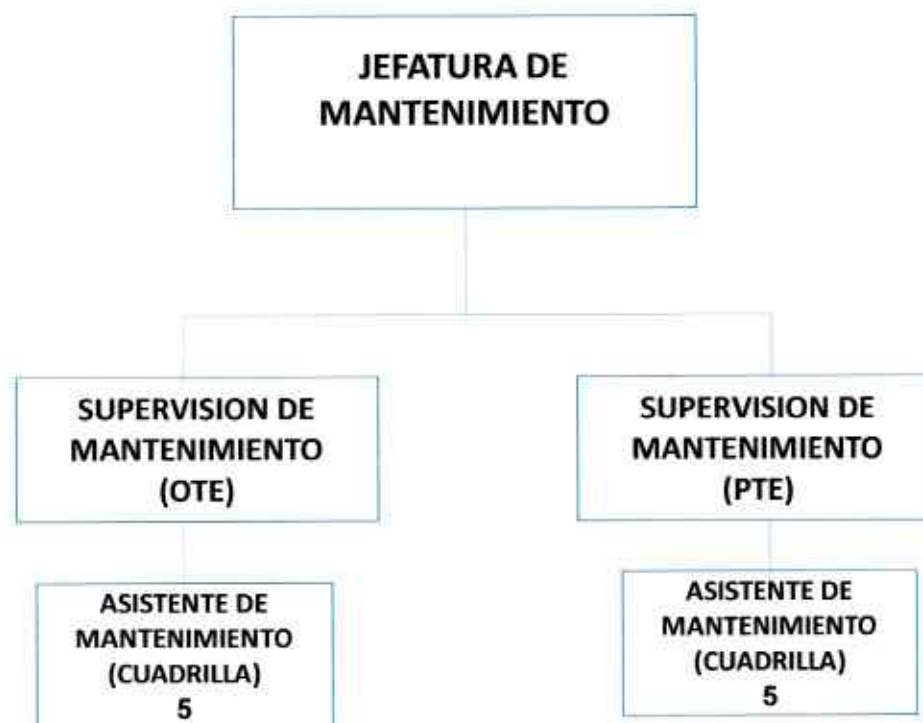 JEFATURA DE
MANTENIMIENTO
SUPERVISION DE
MANTENIMIENTO
(OTE)
SUPERVISION DE
MANTENIMIENTO
(PTE)
ASISTENTE DE
MANTENIMIENTO
(CUADRILLA)
5
ASISTENTE DE
MANTENIMIENTO
(CUADRILLA)
5